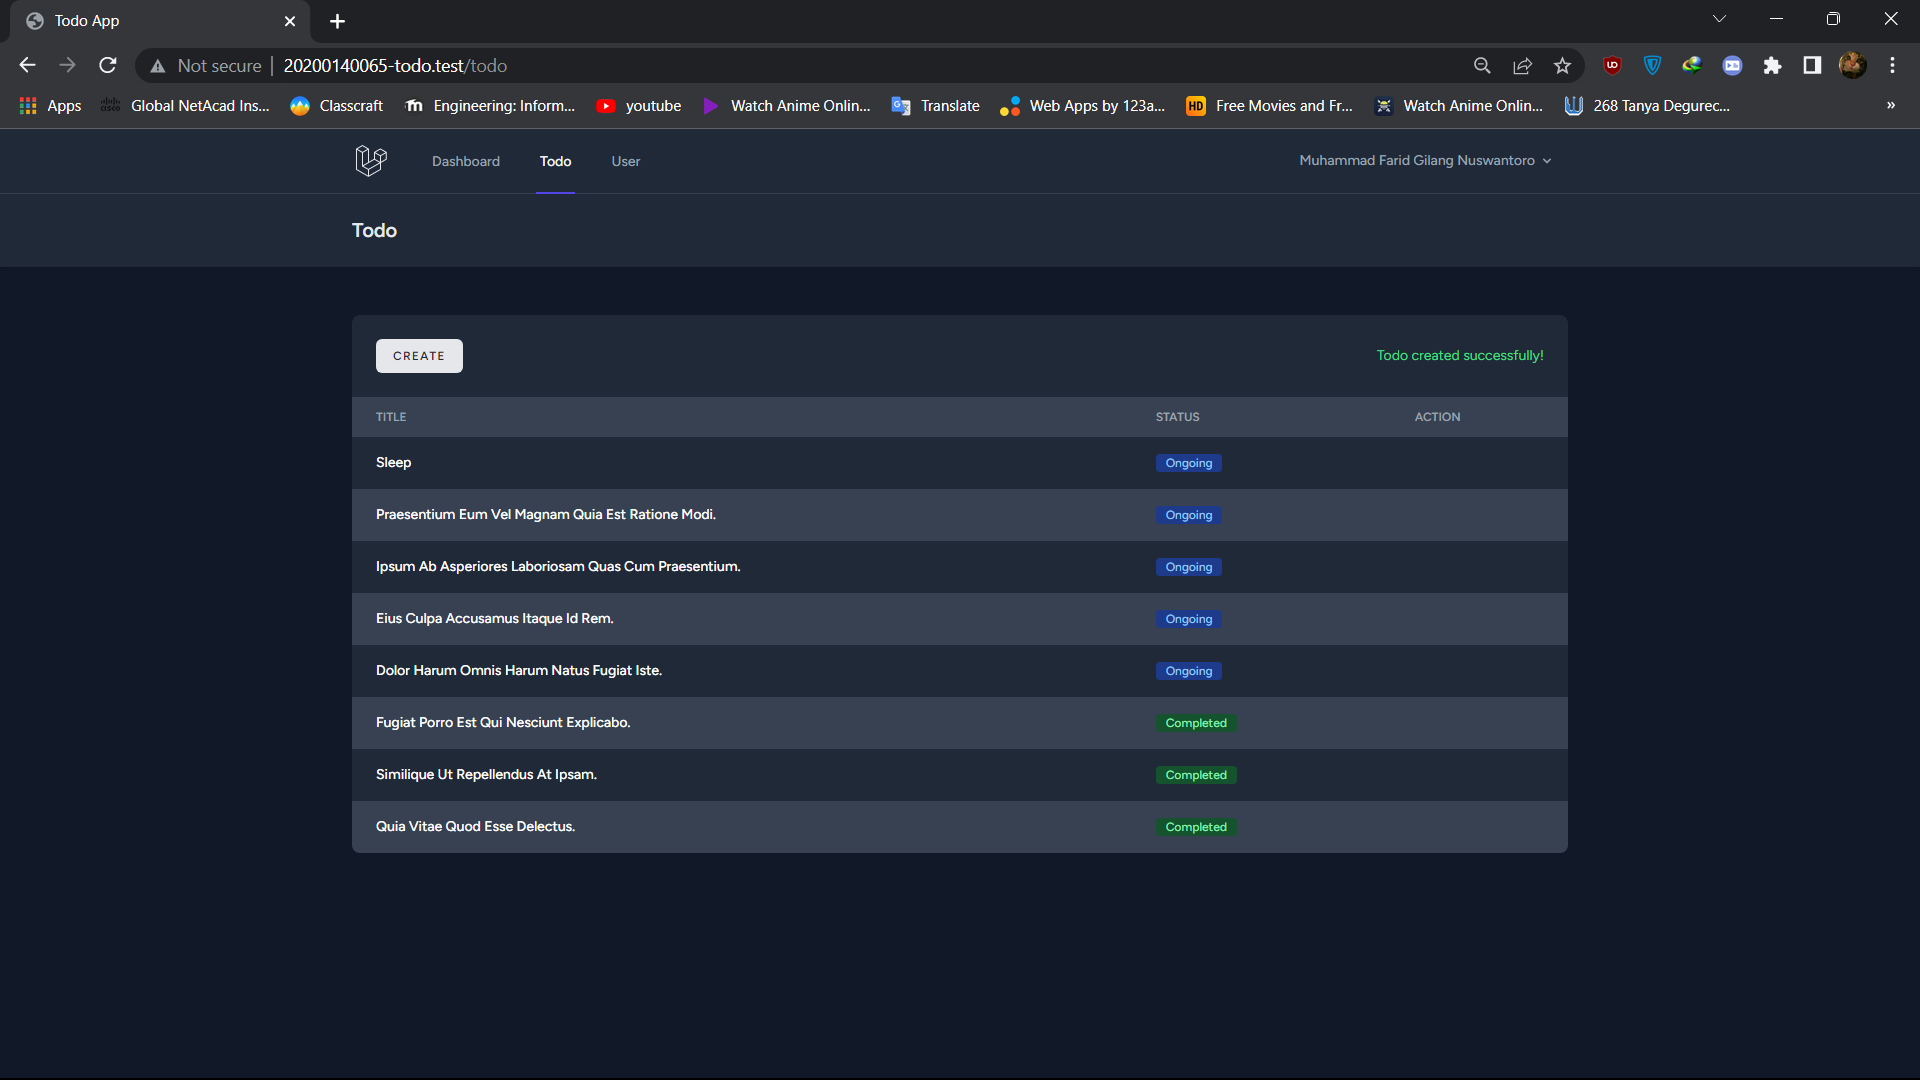 Todo App
Not secure 20200140065-todo.test/todo
Apps Global NetAcad Ins... Classcraft Engineering: Inform... youtube Watch Anime Onlin... Translate Web Apps by 123a... HD Free Movies and Fr... Watch Anime Onlin... 268 Tanya Degurec... »
Dashboard Todo User Muhammad Farid Gilang Nuswantoro
Todo
CREATE Todo created successfully!
TITLE STATUS ACTION
Sleep Ongoing
Praesentium Eum Vel Magnam Quia Est Ratione Modi. Ongoing
Ipsum Ab Asperiores Laboriosam Quas Cum Praesentium. Ongoing
Eius Culpa Accusamus Itaque Id Rem. Ongoing
Dolor Harum Omnis Harum Natus Fugiat Iste. Ongoing
Fugiat Porro Est Qui Nesciunt Explicabo. Completed
Similique Ut Repellendus At Ipsam. Completed
Quia Vitae Quod Esse Delectus. Completed